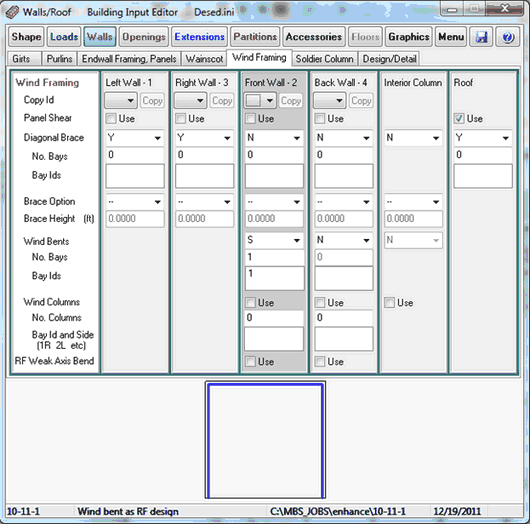 Walls/Roof Building Input Editor Desed.ini
Shape Loads Walls Openings Extensions Partitions Accessories Floors Graphics Menu ?
Girts Purlins Endwall Framing, Panels Wainscot Wind Framing Soldier Column Design/Detail
Wind Framing Left Wall - 1 Right Wall - 3 Front Wall - 2 Back Wall - 4 Interior Column Roof
Copy Id Copy Copy Copy Copy
Panel Shear Use Use Use Use Use
Diagonal Brace Y Y N N N Y
No. Bays 0 0 0 0 0
Bay Ids
Brace Option -- -- -- -- --
Brace Height (ft) 0.0000 0.0000 0.0000 0.0000 0.0000
Wind Bents S N N
No. Bays 1 0
Bay Ids 1
Wind Columns Use Use Use
No. Columns 0 0
Bay Id and Side
(1R 2L etc)
RF Weak Axis Bend Use Use
10-11-1 Wind bent as RF design C:\MBS_JOBS\enhance\10-11-1 12/19/2011